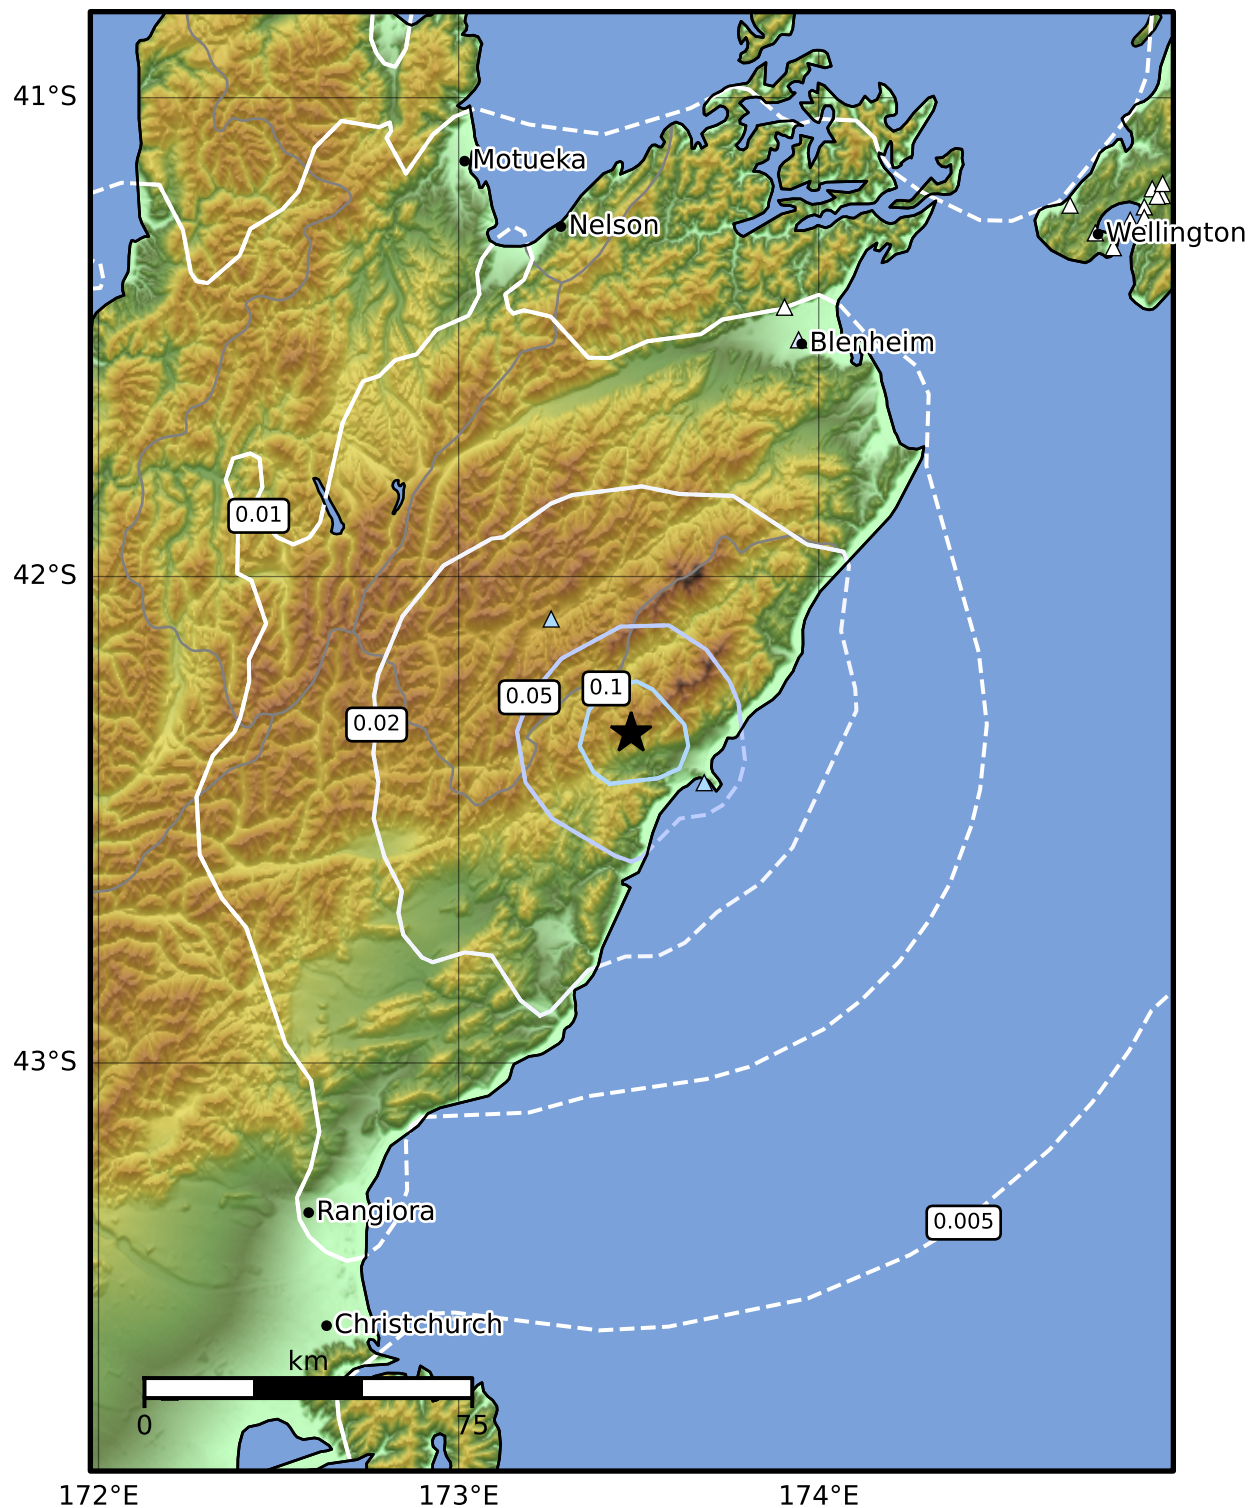 41°S
Motueka
Nelson
Wellington
Blenheim
0.01
42°S
0.1
0.05
0.02
43°S
Rangiora
0.005
Christchurch
km
0
75
172°E
173°E
174°E